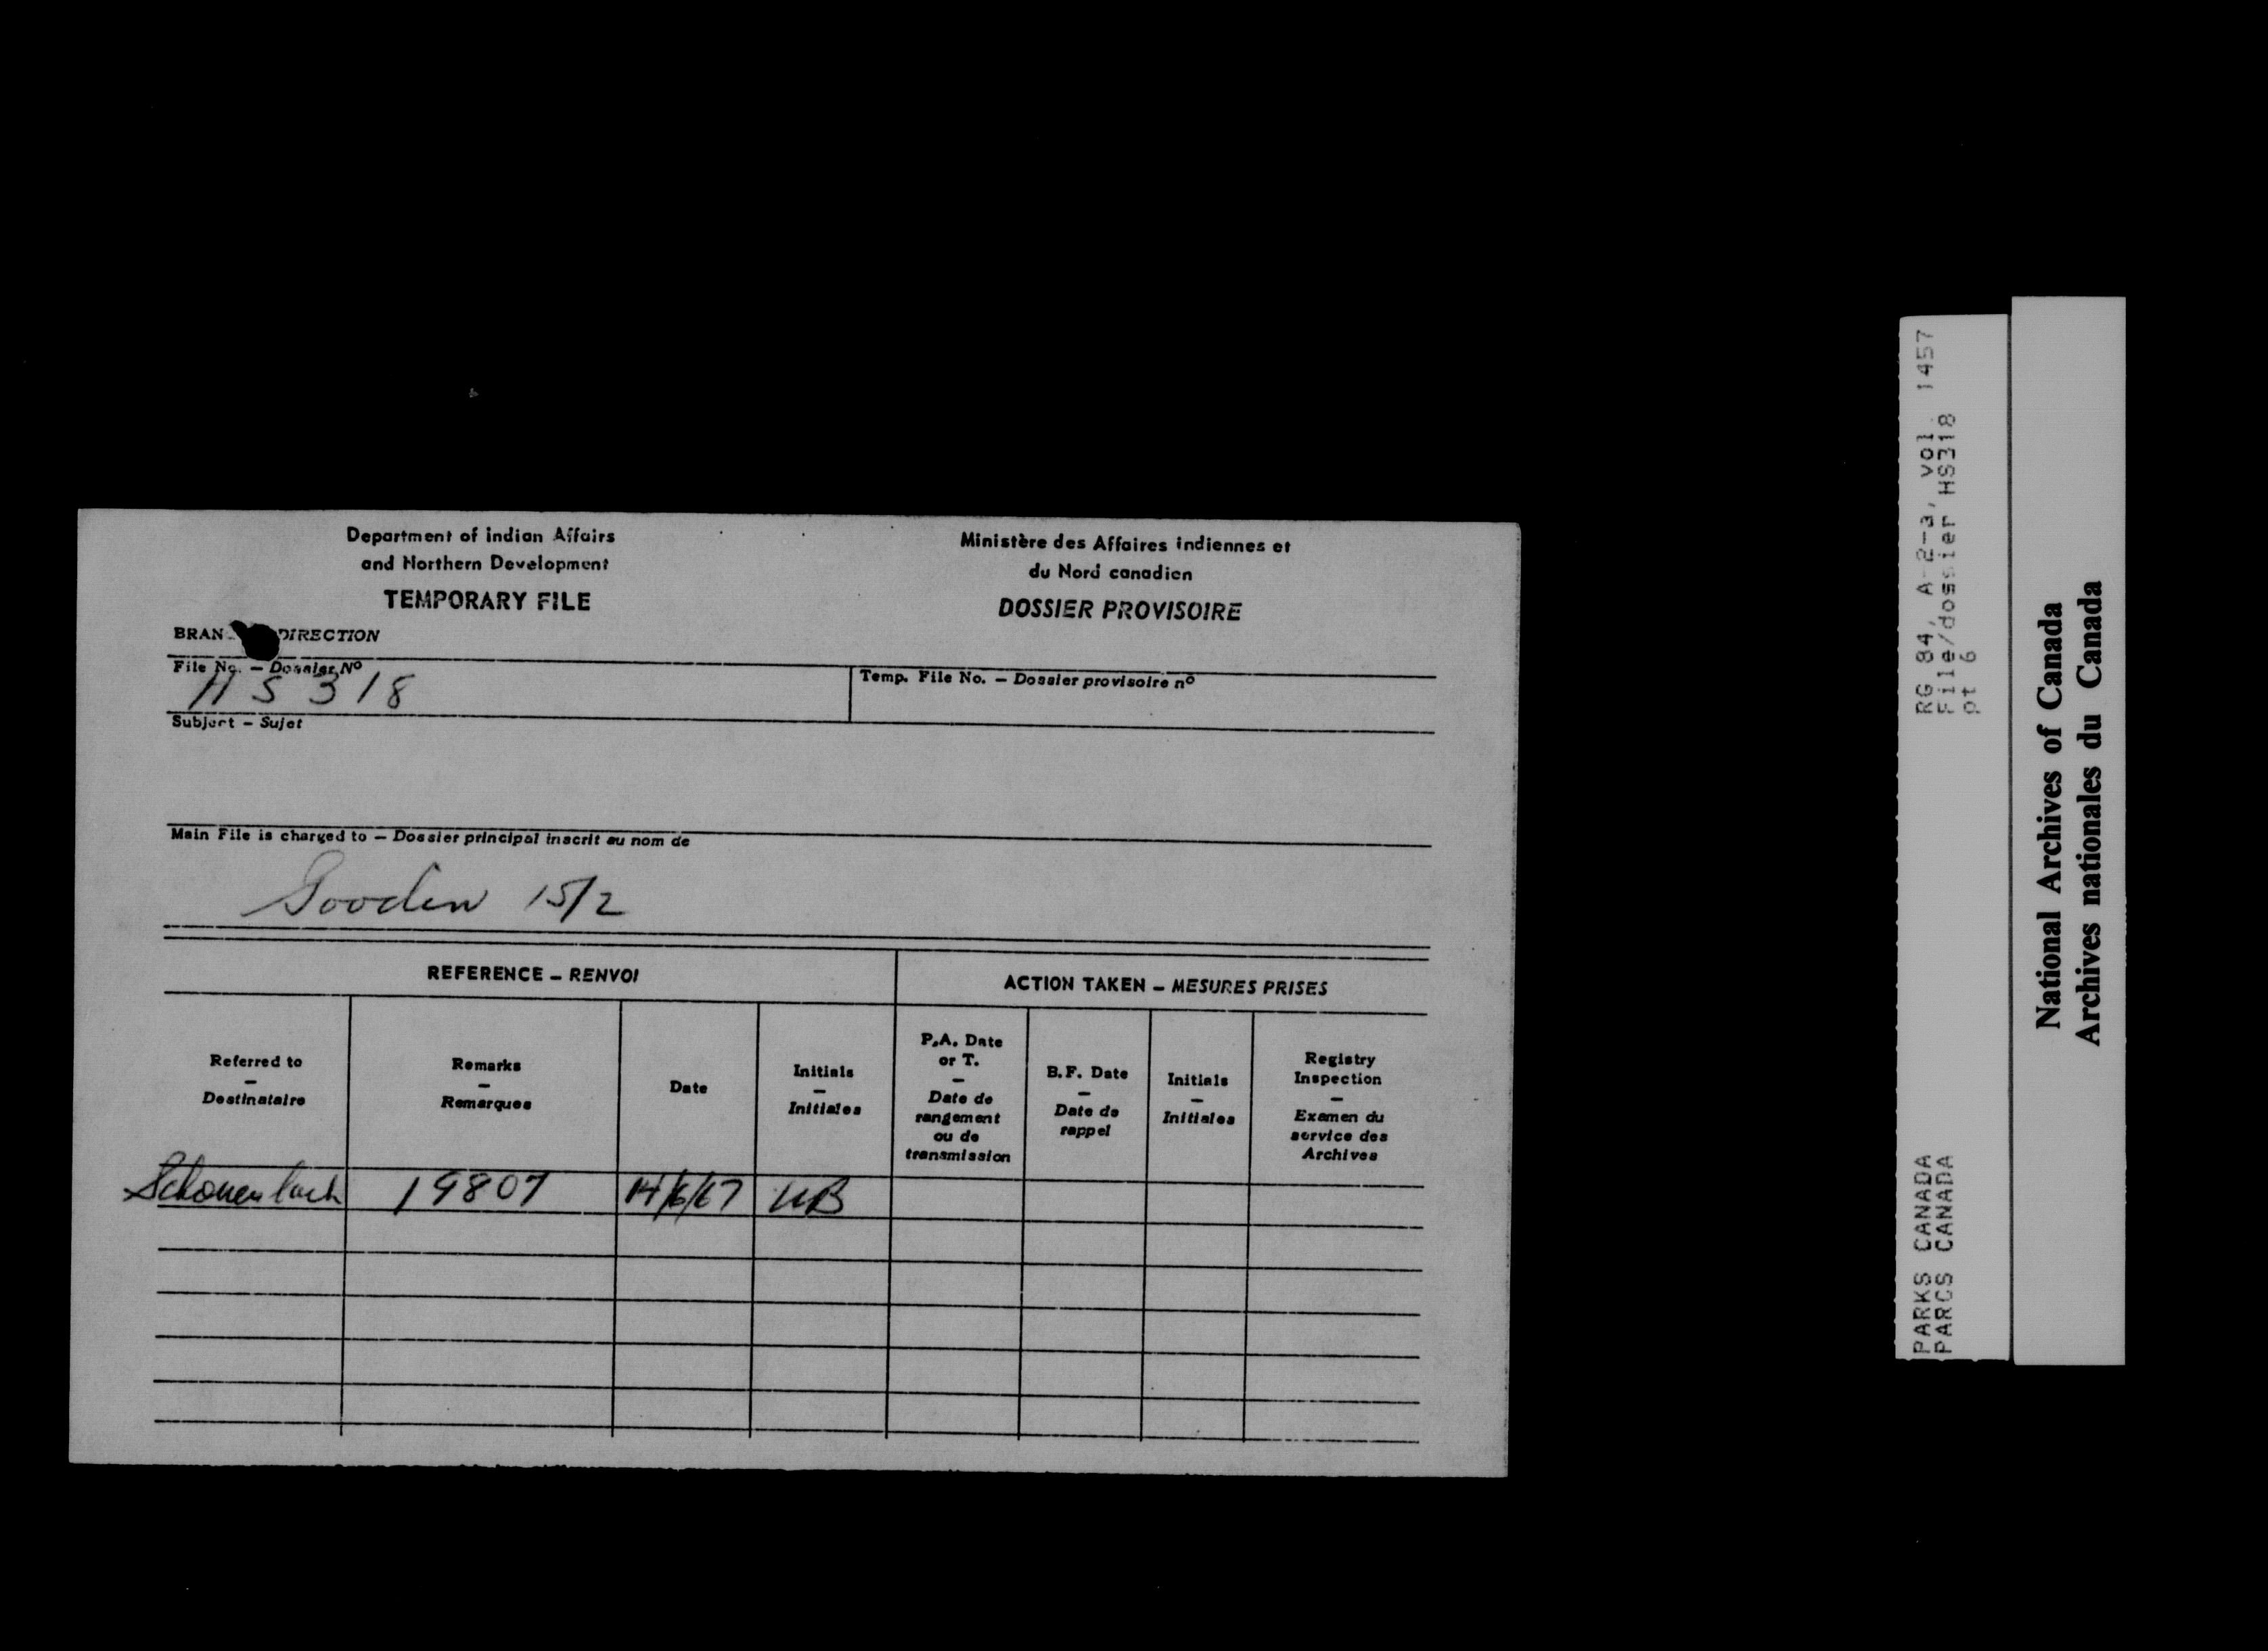 Department of Indian Affairs
and Northern Development
TEMPORARY FILE
Ministère des Affaires indiennes et
du Nord canadien
DOSSIER PROVISOIRE
BRAN DIRECTION
File No. — Dossier Nº
HS 318
Temp. File No. — Dossier provisoire nº
Subject — Sujet
Main File is charged to — Dossier principal inscrit au nom de
Gooden 15/2
REFERENCE — RENVOI
ACTION TAKEN — MESURES PRISES
Referred to
—
Destinataire
Remarks
—
Remarques
Date
Initials
—
Initiales
P.A. Date
or T.
—
Date de
rangement
ou de
transmission
B.F. Date
—
Date de
rappel
Initials
—
Initiales
Registry
Inspection
—
Examen du
service des
Archives
19807 14/6/67
RG 84, A-2-a, vol. 1457
File/dossier HS318
pt 6
PARKS CANADA
PARCS CANADA
National Archives of Canada
Archives nationales du Canada